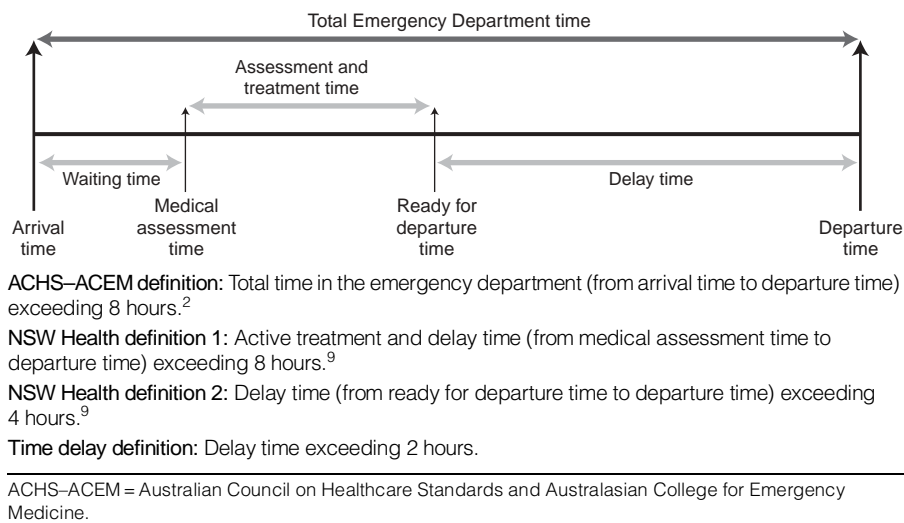 Total Emergency Department time
Assessment and
treatment time
Waiting time
Delay time
Arrival
time
Medical
assessment
time
Ready for
departure
time
Departure
time
ACHS–ACEM definition: Total time in the emergency department (from arrival time to departure time)
exceeding 8 hours.2
NSW Health definition 1: Active treatment and delay time (from medical assessment time to
departure time) exceeding 8 hours.9
NSW Health definition 2: Delay time (from ready for departure time to departure time) exceeding
4 hours.9
Time delay definition: Delay time exceeding 2 hours.
ACHS–ACEM = Australian Council on Healthcare Standards and Australasian College for Emergency
Medicine.